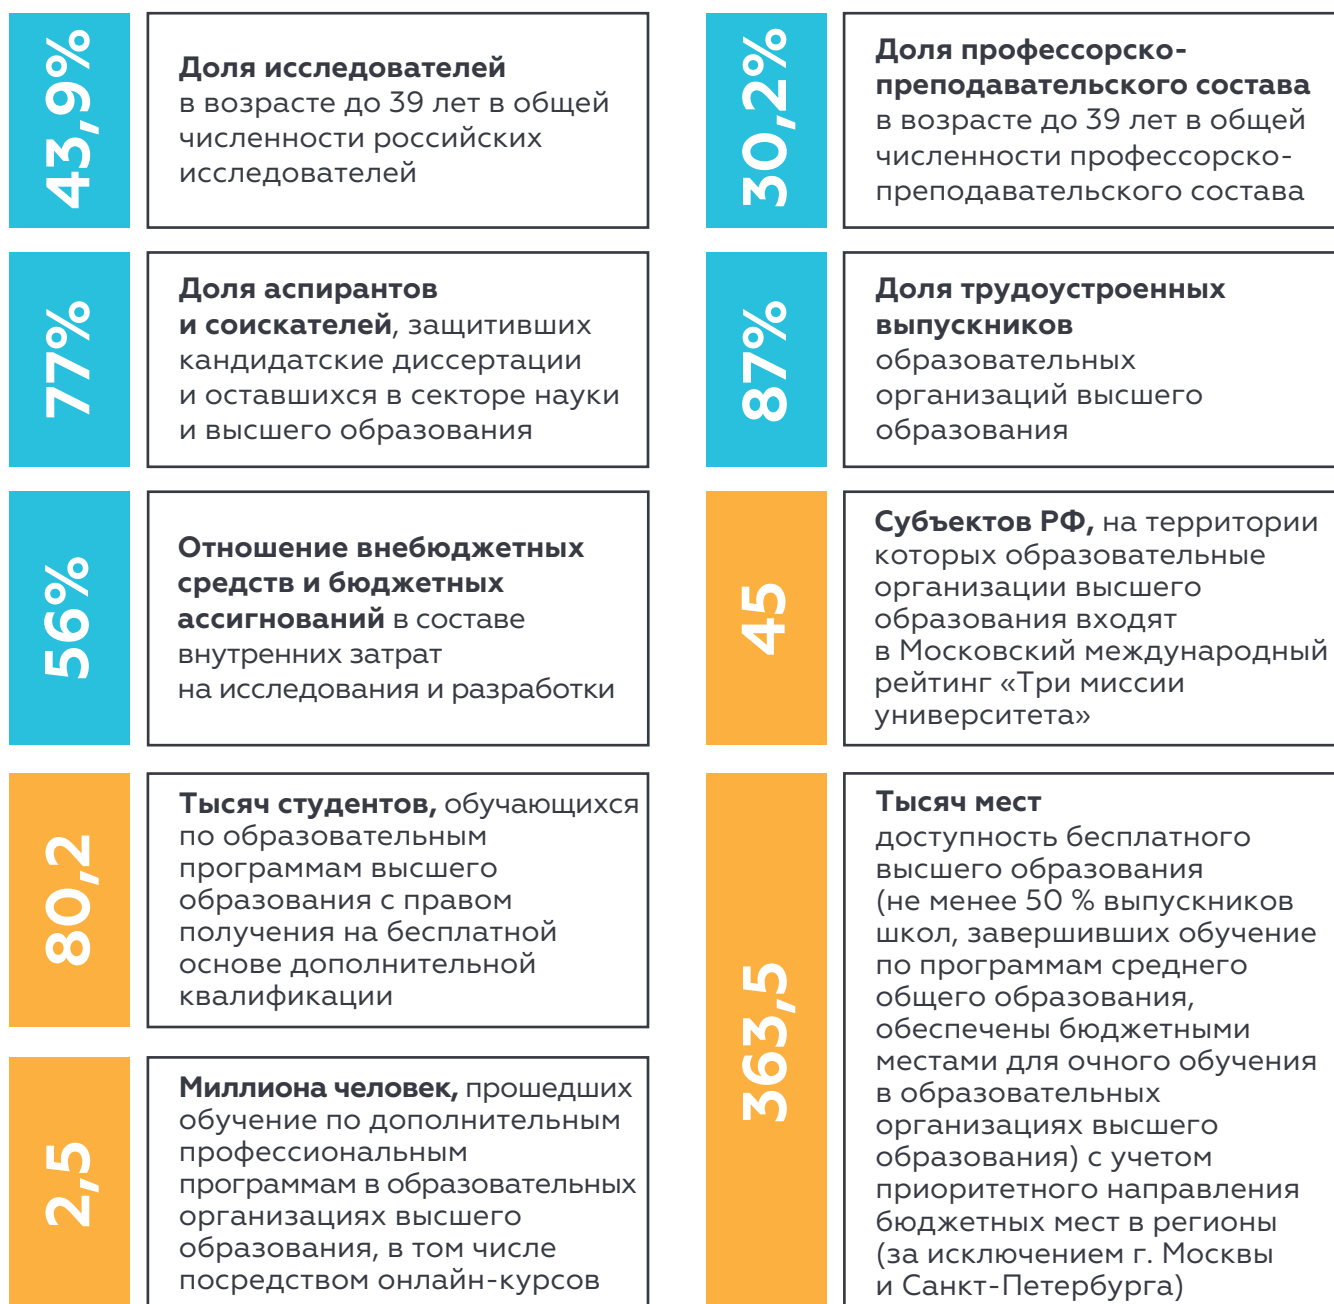 43,9%
Доля исследователей
в возрасте до 39 лет в общей
численности российских
исследователей
30,2%
Доля профессорско-
преподавательского состава
в возрасте до 39 лет в общей
численности профессорско-
преподавательского состава
77%
Доля аспирантов
и соискателей, защитивших
кандидатские диссертации
и оставшихся в секторе науки
и высшего образования
87%
Доля трудоустроенных
выпускников
образовательных
организаций высшего
образования
56%
Отношение внебюджетных
средств и бюджетных
ассигнований в составе
внутренних затрат
на исследования и разработки
45
Субъектов РФ, на территории
которых образовательные
организации высшего
образования входят
в Московский международный
рейтинг «Три миссии
университета»
80,2
Тысяч студентов, обучающихся
по образовательным
программам высшего
образования с правом
получения на бесплатной
основе дополнительной
квалификации
363,5
Тысяч мест
доступность бесплатного
высшего образования
(не менее 50 % выпускников
школ, завершивших обучение
по программам среднего
общего образования,
обеспечены бюджетными
местами для очного обучения
в образовательных
организациях высшего
образования) с учетом
приоритетного направления
бюджетных мест в регионы
(за исключением г. Москвы
и Санкт-Петербурга)
2,5
Миллиона человек, прошедших
обучение по дополнительным
профессиональным
программам в образовательных
организациях высшего
образования, в том числе
посредством онлайн-курсов